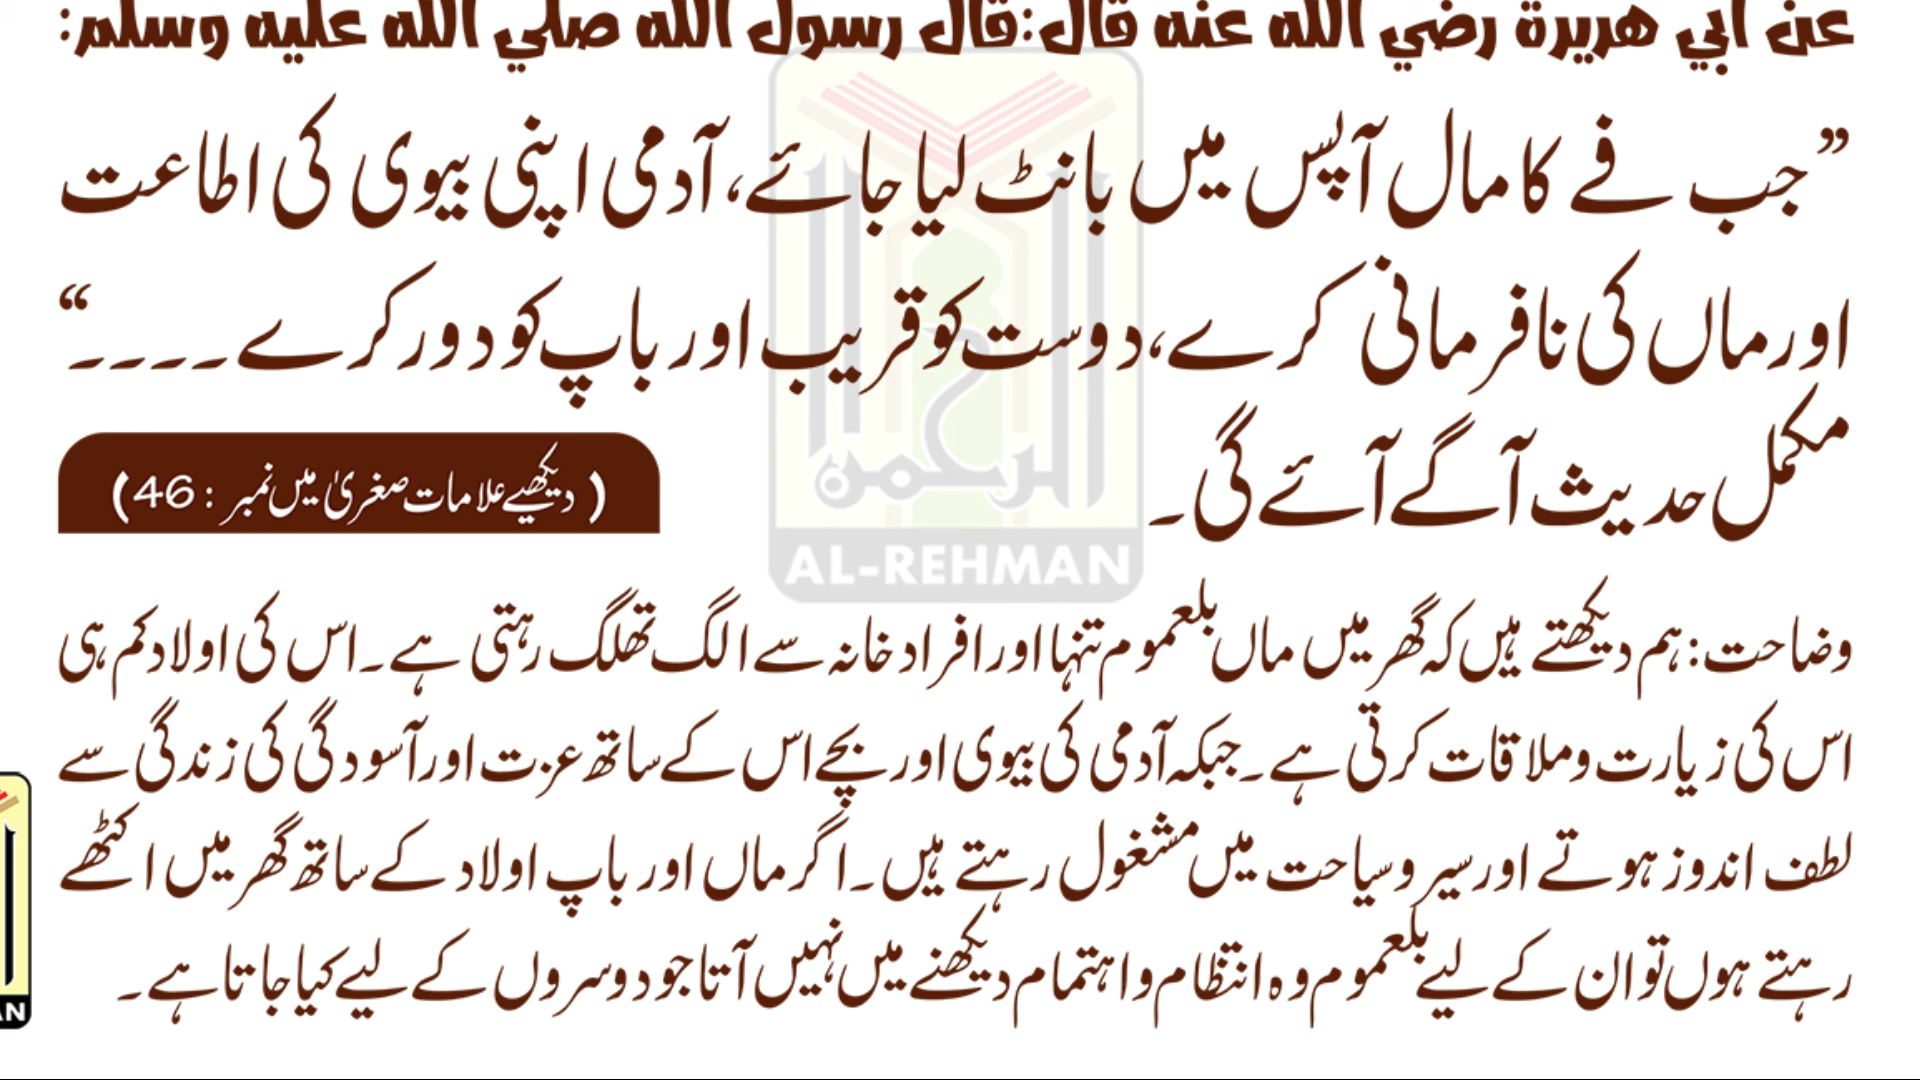 عن ابي هريرة رضي الله عنه قال:قال رسول الله صلي الله عليه وسلم:
”جب فے کا مال آپس میں بانٹ لیا جائے، آدمی اپنی بیوی کی اطاعت
اور ماں کی نافرمانی کرے، دوست کو قریب اور باپ کو دور کرے۔۔۔۔“
مکمل حدیث آگے آئے گی۔
( دیکھیے علامات صغریٰ میں نمبر : 46)
الرحمن
AL-REHMAN
وضاحت: ہم دیکھتے ہیں کہ گھر میں ماں بلعموم تنہا اور افراد خانہ سے الگ تھلگ رہتی ہے۔ اس کی اولاد کم ہی
اس کی زیارت و ملاقات کرتی ہے۔ جبکہ آدمی کی بیوی اور بچے اس کے ساتھ عزت اور آسودگی کی زندگی سے
لطف اندوز ہوتے اور سیر و سیاحت میں مشغول رہتے ہیں۔ اگر ماں اور باپ اولاد کے ساتھ گھر میں اکٹھے
رہتے ہوں تو ان کے لیے بلعموم وہ انتظام و اہتمام دیکھنے میں نہیں آتا جو دوسروں کے لیے کیا جاتا ہے۔
AN